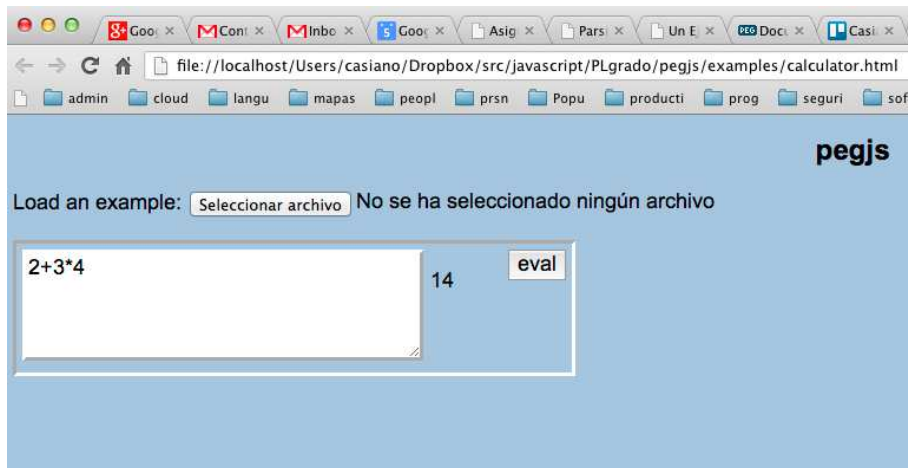 Goo Cont Inbo Goo Asig Pars Un E PEG Doc Casi
file://localhost/Users/casiano/Dropbox/src/javascript/PLgrado/pegjs/examples/calculator.html
admin cloud langu mapas peopl prsn Popu producti prog seguri sof
pegjs
Load an example: Seleccionar archivo No se ha seleccionado ningún archivo
2+3*4 14 eval